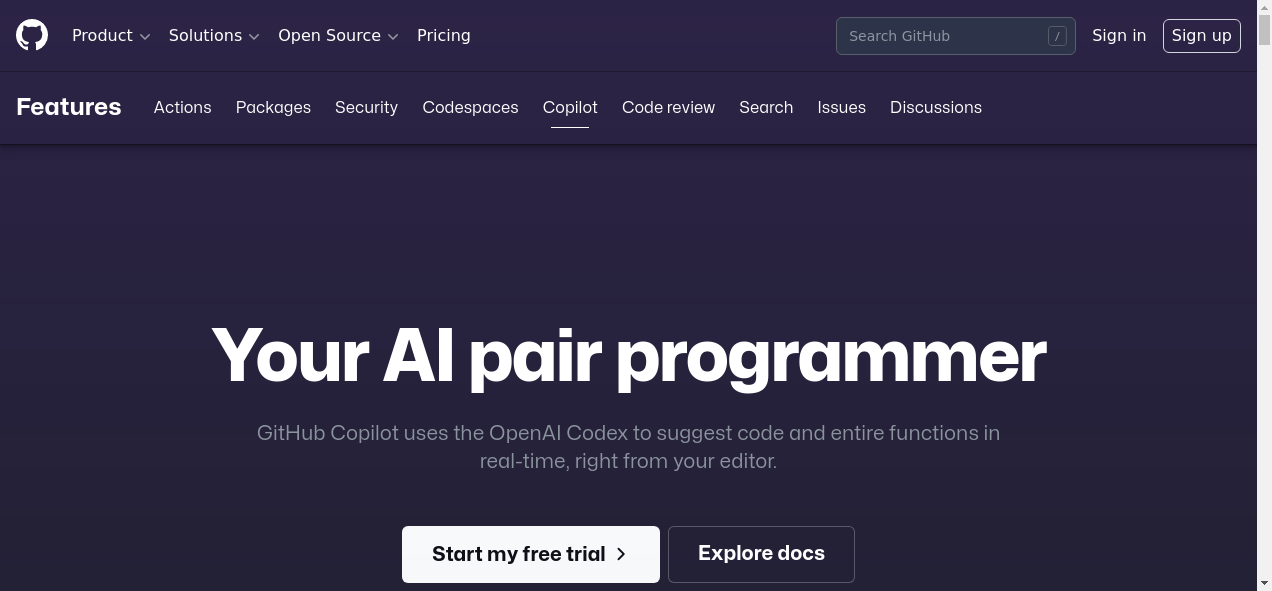 Product Solutions Open Source Pricing Search GitHub / Sign in Sign up
Features Actions Packages Security Codespaces Copilot Code review Search Issues Discussions
Your AI pair programmer
GitHub Copilot uses the OpenAI Codex to suggest code and entire functions in
real-time, right from your editor.
Start my free trial Explore docs